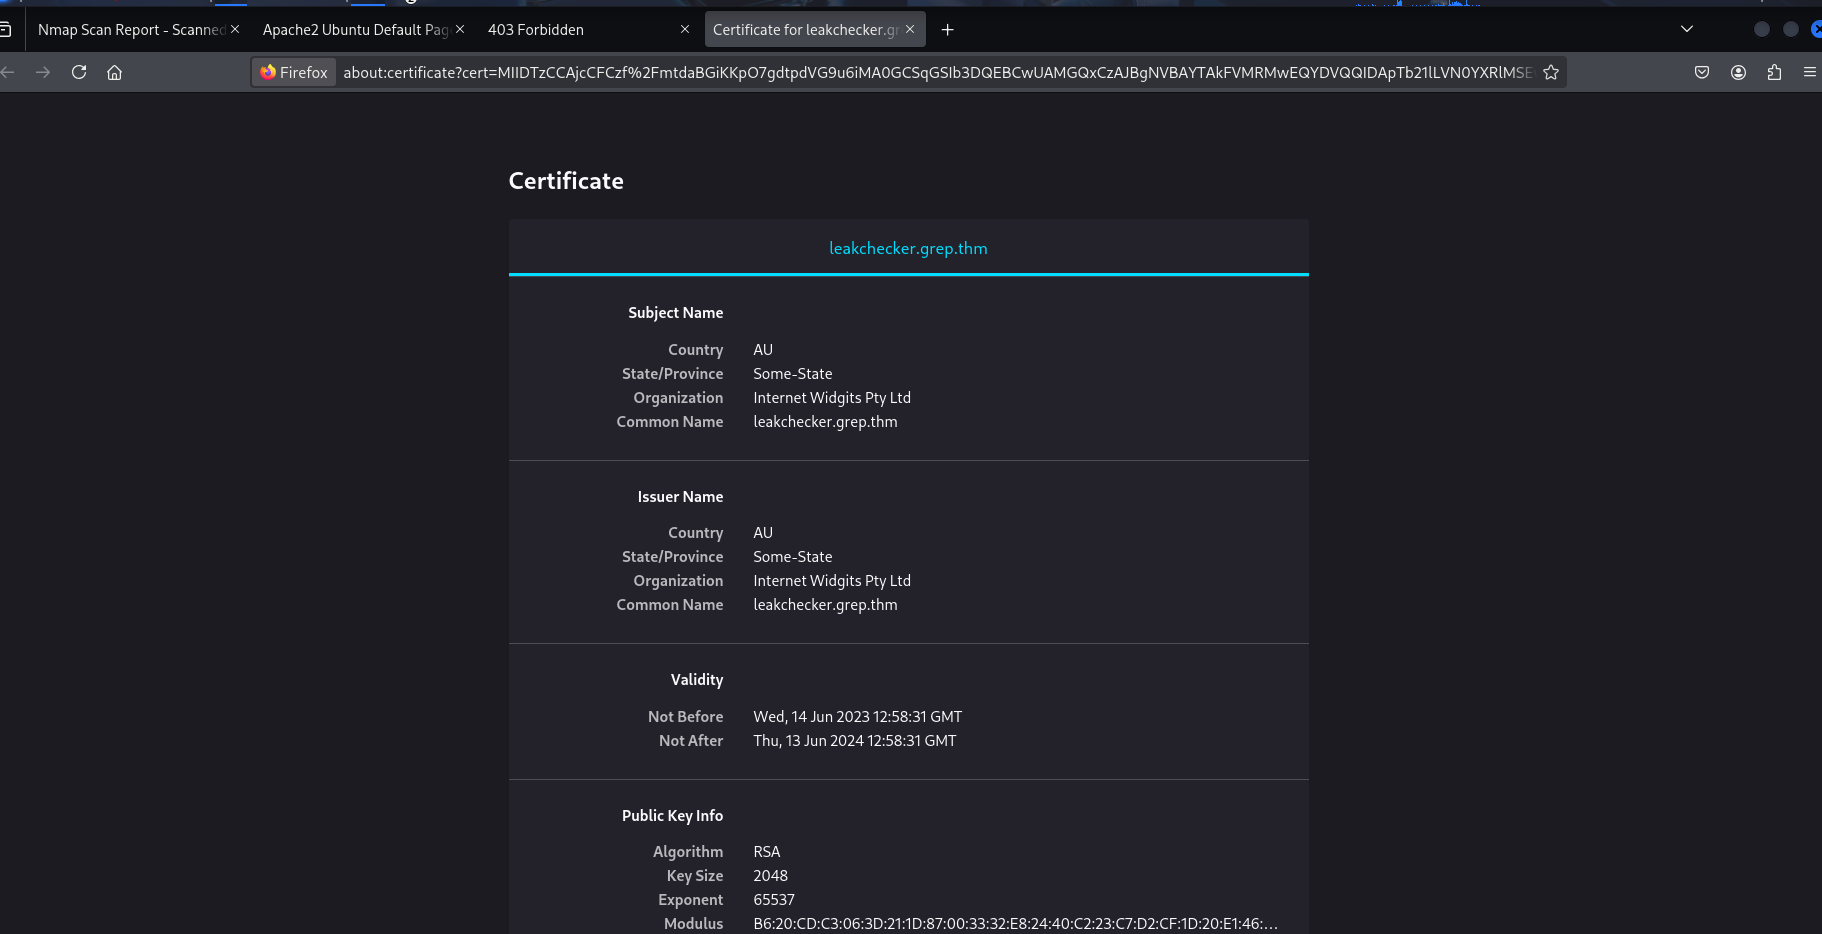 Nmap Scan Report - Scanned
Apache2 Ubuntu Default Pag
403 Forbidden
Certificate for leakchecker.gr
Firefox
about:certificate?cert=MIIDTzCCAjcCFCzf%2FmtdaBGiKKpO7gdtpdVG9u6iMA0GCSqGSIb3DQEBCwUAMGQxCzAJBgNVBAYTAkFVMRMwEQYDVQQIDApTb21lLVN0YXRlMSE
Certificate
leakchecker.grep.thm
Subject Name
Country AU
State/Province Some-State
Organization Internet Widgits Pty Ltd
Common Name leakchecker.grep.thm
Issuer Name
Country AU
State/Province Some-State
Organization Internet Widgits Pty Ltd
Common Name leakchecker.grep.thm
Validity
Not Before Wed, 14 Jun 2023 12:58:31 GMT
Not After Thu, 13 Jun 2024 12:58:31 GMT
Public Key Info
Algorithm RSA
Key Size 2048
Exponent 65537
Modulus B6:20:CD:C3:06:3D:21:1D:87:00:33:32:E8:24:40:C2:23:C7:D2:CF:1D:20:E1:46:…